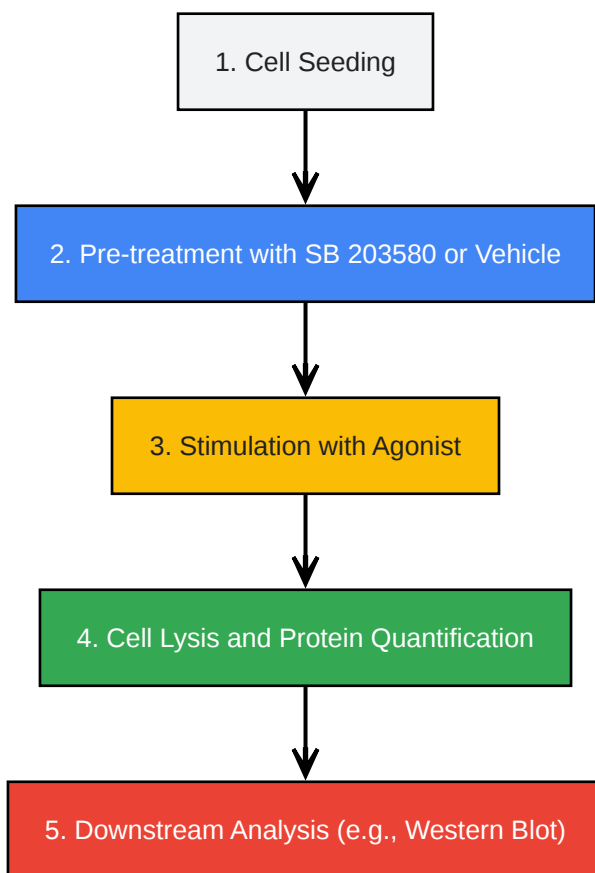 1. Cell Seeding
2. Pre-treatment with SB 203580 or Vehicle
3. Stimulation with Agonist
4. Cell Lysis and Protein Quantification
5. Downstream Analysis (e.g., Western Blot)